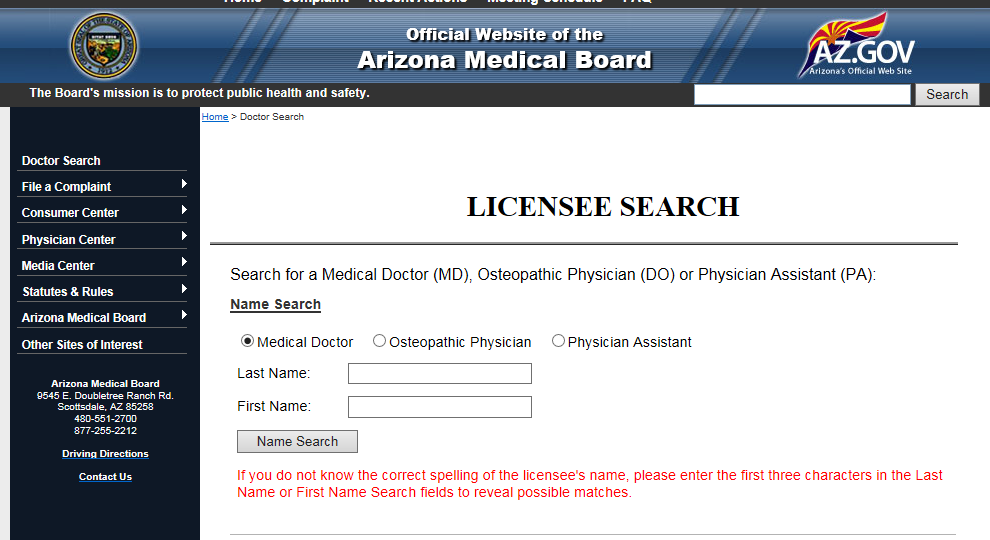 Home Complaint Recent Actions Meeting Schedule FAQ
Official Website of the
Arizona Medical Board
AZ.GOV
Arizona's Official Web Site
The Board's mission is to protect public health and safety.
Search
Home > Doctor Search
Doctor Search
File a Complaint
Consumer Center
Physician Center
Media Center
Statutes & Rules
Arizona Medical Board
Other Sites of Interest
Arizona Medical Board
9545 E. Doubletree Ranch Rd.
Scottsdale, AZ 85258
480-551-2700
877-255-2212
Driving Directions
Contact Us
LICENSEE SEARCH
Search for a Medical Doctor (MD), Osteopathic Physician (DO) or Physician Assistant (PA):
Name Search
Medical Doctor Osteopathic Physician Physician Assistant
Last Name:
First Name:
Name Search
If you do not know the correct spelling of the licensee's name, please enter the first three characters in the Last
Name or First Name Search fields to reveal possible matches.